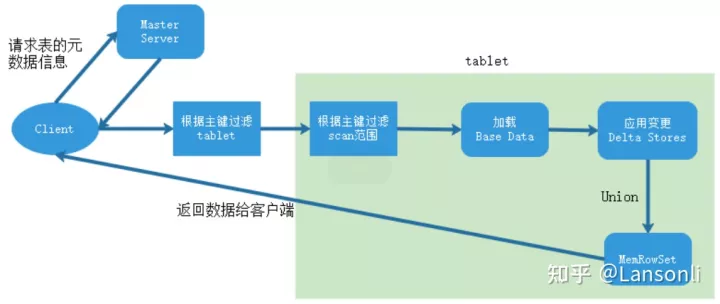 Master
Server
请求表的元
数据信息
tablet
Client
根据主键过滤
tablet
根据主键过滤
scan范围
加载
Base Data
应用变更
Delta Stores
Union
返回数据给客户端
MemRowSet
知乎 @Lansonli